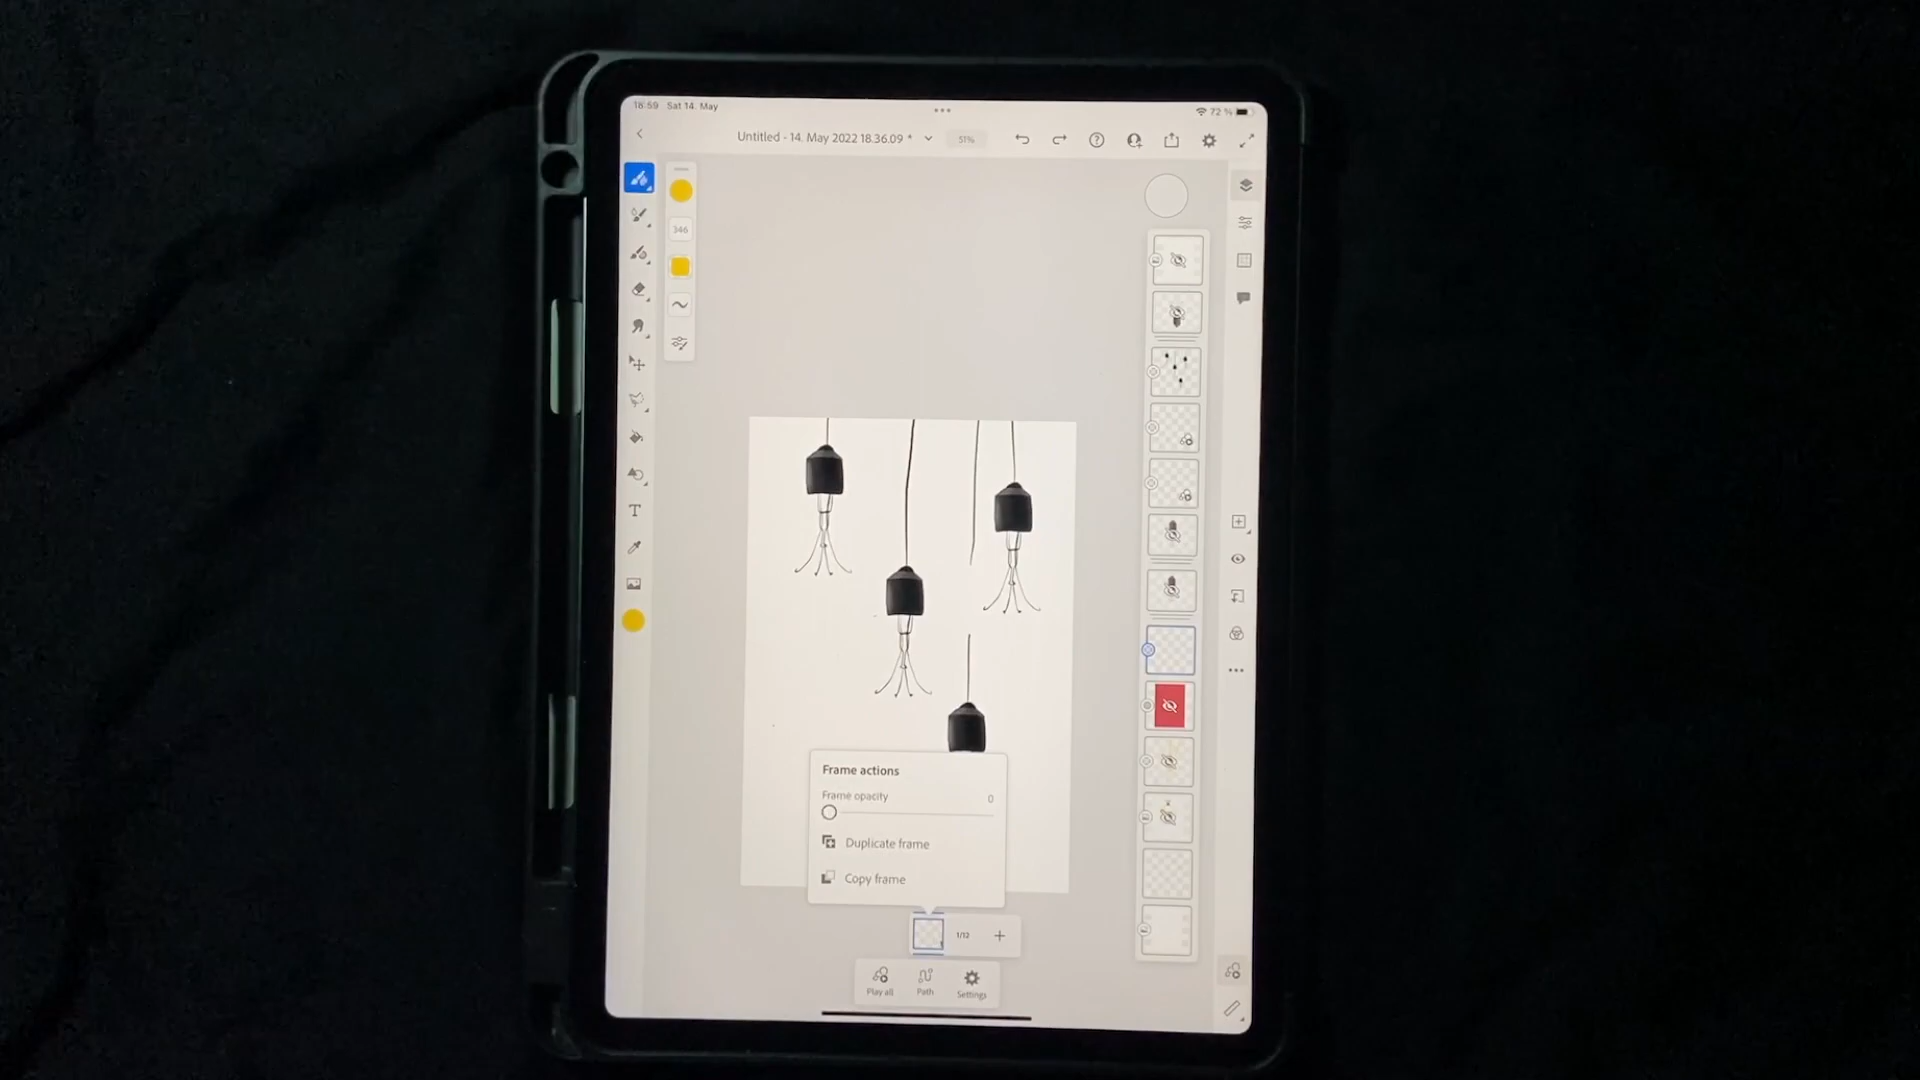 18:59 Sat 14. May
72 %
Untitled - 14. May 2022 18.36.09 *
51%
346
T
Frame actions
Frame opacity 0
Duplicate frame
Copy frame
1/12
Play all Path Settings